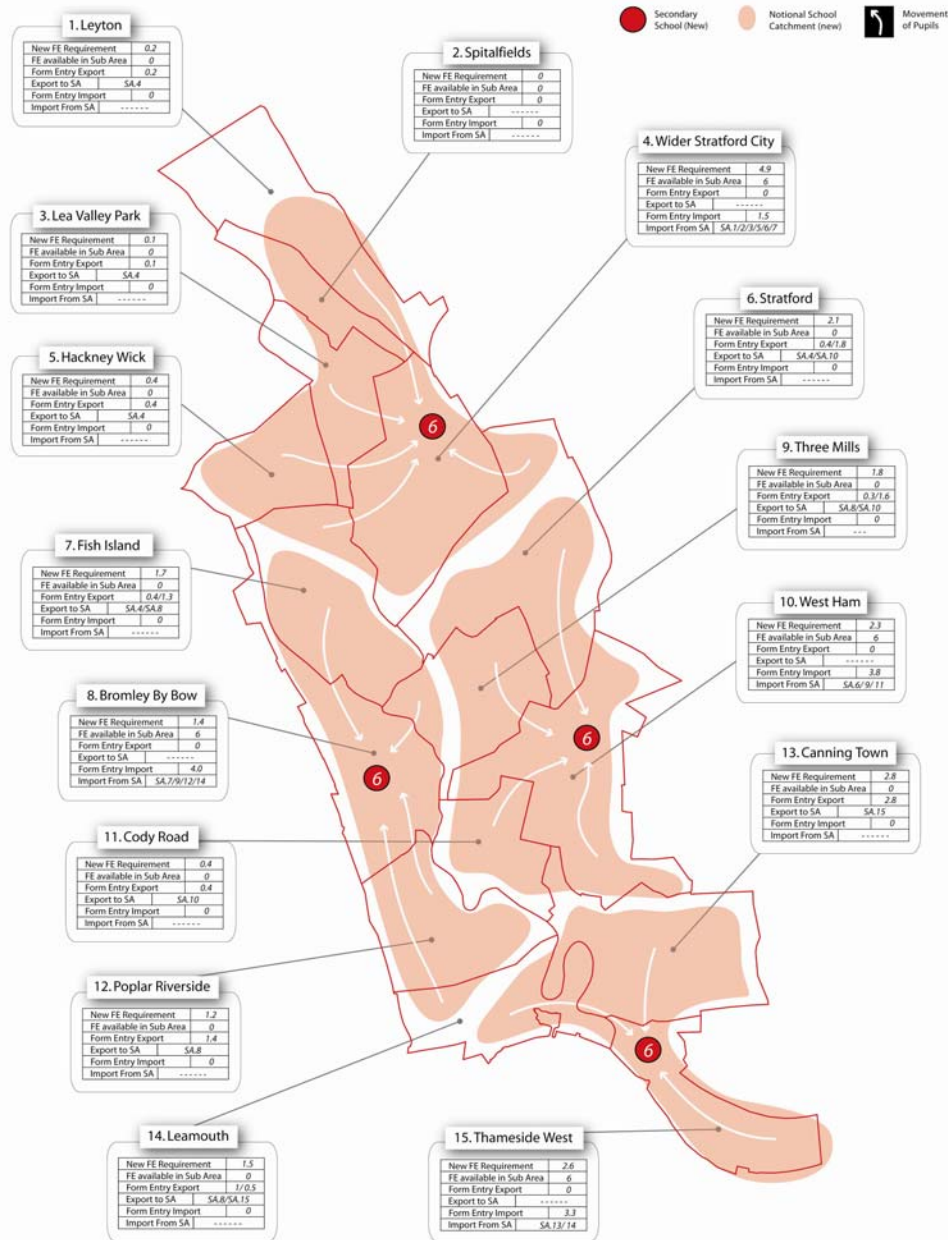 Secondary School (New)
Notional School Catchment (new)
Movement of Pupils
1. Leyton
New FE Requirement 0.2
FE available in Sub Area 0
Form Entry Export 0.2
Export to SA SA.4
Form Entry Import 0
Import From SA ------
2. Spitalfields
New FE Requirement 0
FE available in Sub Area 0
Form Entry Export 0
Export to SA ------
Form Entry Import 0
Import From SA ------
3. Lea Valley Park
New FE Requirement 0.1
FE available in Sub Area 0
Form Entry Export 0.1
Export to SA SA.4
Form Entry Import 0
Import From SA ------
4. Wider Stratford City
New FE Requirement 4.9
FE available in Sub Area 6
Form Entry Export 0
Export to SA ------
Form Entry Import 1.5
Import From SA SA.1/2/3/5/6/7
5. Hackney Wick
New FE Requirement 0.4
FE available in Sub Area 0
Form Entry Export 0.4
Export to SA SA.4
Form Entry Import 0
Import From SA ------
6. Stratford
New FE Requirement 2.1
FE available in Sub Area 0
Form Entry Export 0.4/1.8
Export to SA SA.4/SA.10
Form Entry Import 0
Import From SA ------
6
7. Fish Island
New FE Requirement 1.7
FE available in Sub Area 0
Form Entry Export 0.4/1.3
Export to SA SA.4/SA.8
Form Entry Import 0
Import From SA ------
9. Three Mills
New FE Requirement 1.8
FE available in Sub Area 0
Form Entry Export 0.3/1.6
Export to SA SA.8/SA.10
Form Entry Import 0
Import From SA ---
8. Bromley By Bow
New FE Requirement 1.4
FE available in Sub Area 6
Form Entry Export 0
Export to SA ------
Form Entry Import 4.0
Import From SA SA.7/9/12/14
10. West Ham
New FE Requirement 2.3
FE available in Sub Area 6
Form Entry Export 0
Export to SA ------
Form Entry Import 3.8
Import From SA SA.6/9/11
6
6
11. Cody Road
New FE Requirement 0.4
FE available in Sub Area 0
Form Entry Export 0.4
Export to SA SA.10
Form Entry Import 0
Import From SA ------
13. Canning Town
New FE Requirement 2.8
FE available in Sub Area 0
Form Entry Export 2.8
Export to SA SA.15
Form Entry Import 0
Import From SA ------
12. Poplar Riverside
New FE Requirement 1.2
FE available in Sub Area 0
Form Entry Export 1.4
Export to SA SA.8
Form Entry Import 0
Import From SA ------
6
14. Leamouth
New FE Requirement 1.5
FE available in Sub Area 0
Form Entry Export 1/0.5
Export to SA SA.8/SA.15
Form Entry Import 0
Import From SA ------
15. Thameside West
New FE Requirement 2.6
FE available in Sub Area 6
Form Entry Export 0
Export to SA ------
Form Entry Import 3.3
Import From SA SA.13/14